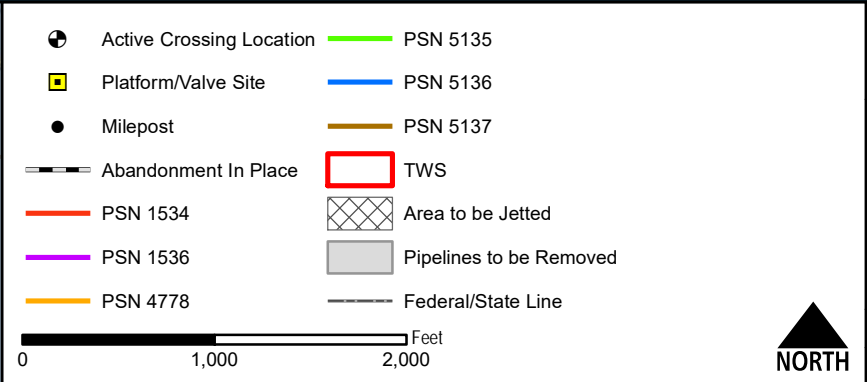 Active Crossing Location
Platform/Valve Site
Milepost
Abandonment In Place
PSN 1534
PSN 1536
PSN 4778
PSN 5135
PSN 5136
PSN 5137
TWS
Area to be Jetted
Pipelines to be Removed
Federal/State Line
Feet
0 1,000 2,000
NORTH